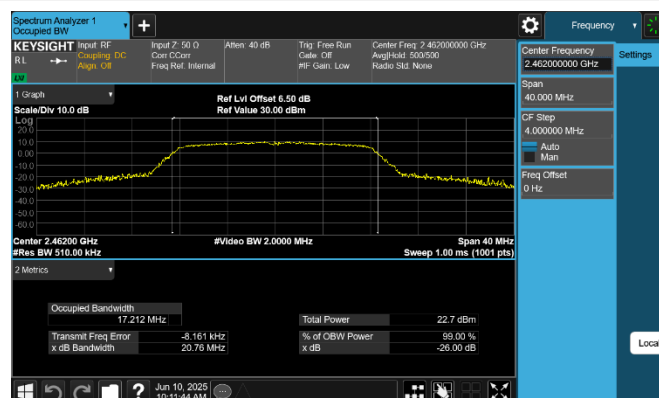 Spectrum Analyzer 1
Occupied BW
Frequency
KEYSIGHT
RL
Input: RF
Coupling: DC
Align: Off
Input Z: 50 Ω
Corr CCorr
Freq Ref: Internal
Atten: 40 dB
Trig: Free Run
Gate: Off
#IF Gain: Low
Center Freq: 2.462000000 GHz
Avg|Hold: 500/500
Radio Std: None
Center Frequency
2.462000000 GHz
Settings
Span
40.000 MHz
CF Step
4.000000 MHz
Auto
Man
Freq Offset
0 Hz
1 Graph
Scale/Div 10.0 dB
Ref Lvl Offset 6.50 dB
Ref Value 30.00 dBm
Log
20.0
10.0
0.00
-10.0
-20.0
-30.0
-40.0
-50.0
-60.0
Center 2.46200 GHz
#Video BW 2.0000 MHz
Span 40 MHz
#Res BW 510.00 kHz
Sweep 1.00 ms (1001 pts)
2 Metrics
Occupied Bandwidth
17.212 MHz
Total Power 22.7 dBm
Transmit Freq Error -8.161 kHz
% of OBW Power 99.00 %
x dB Bandwidth 20.76 MHz
x dB -26.00 dB
Local
?
Jun 10, 2025
10:11:44 AM